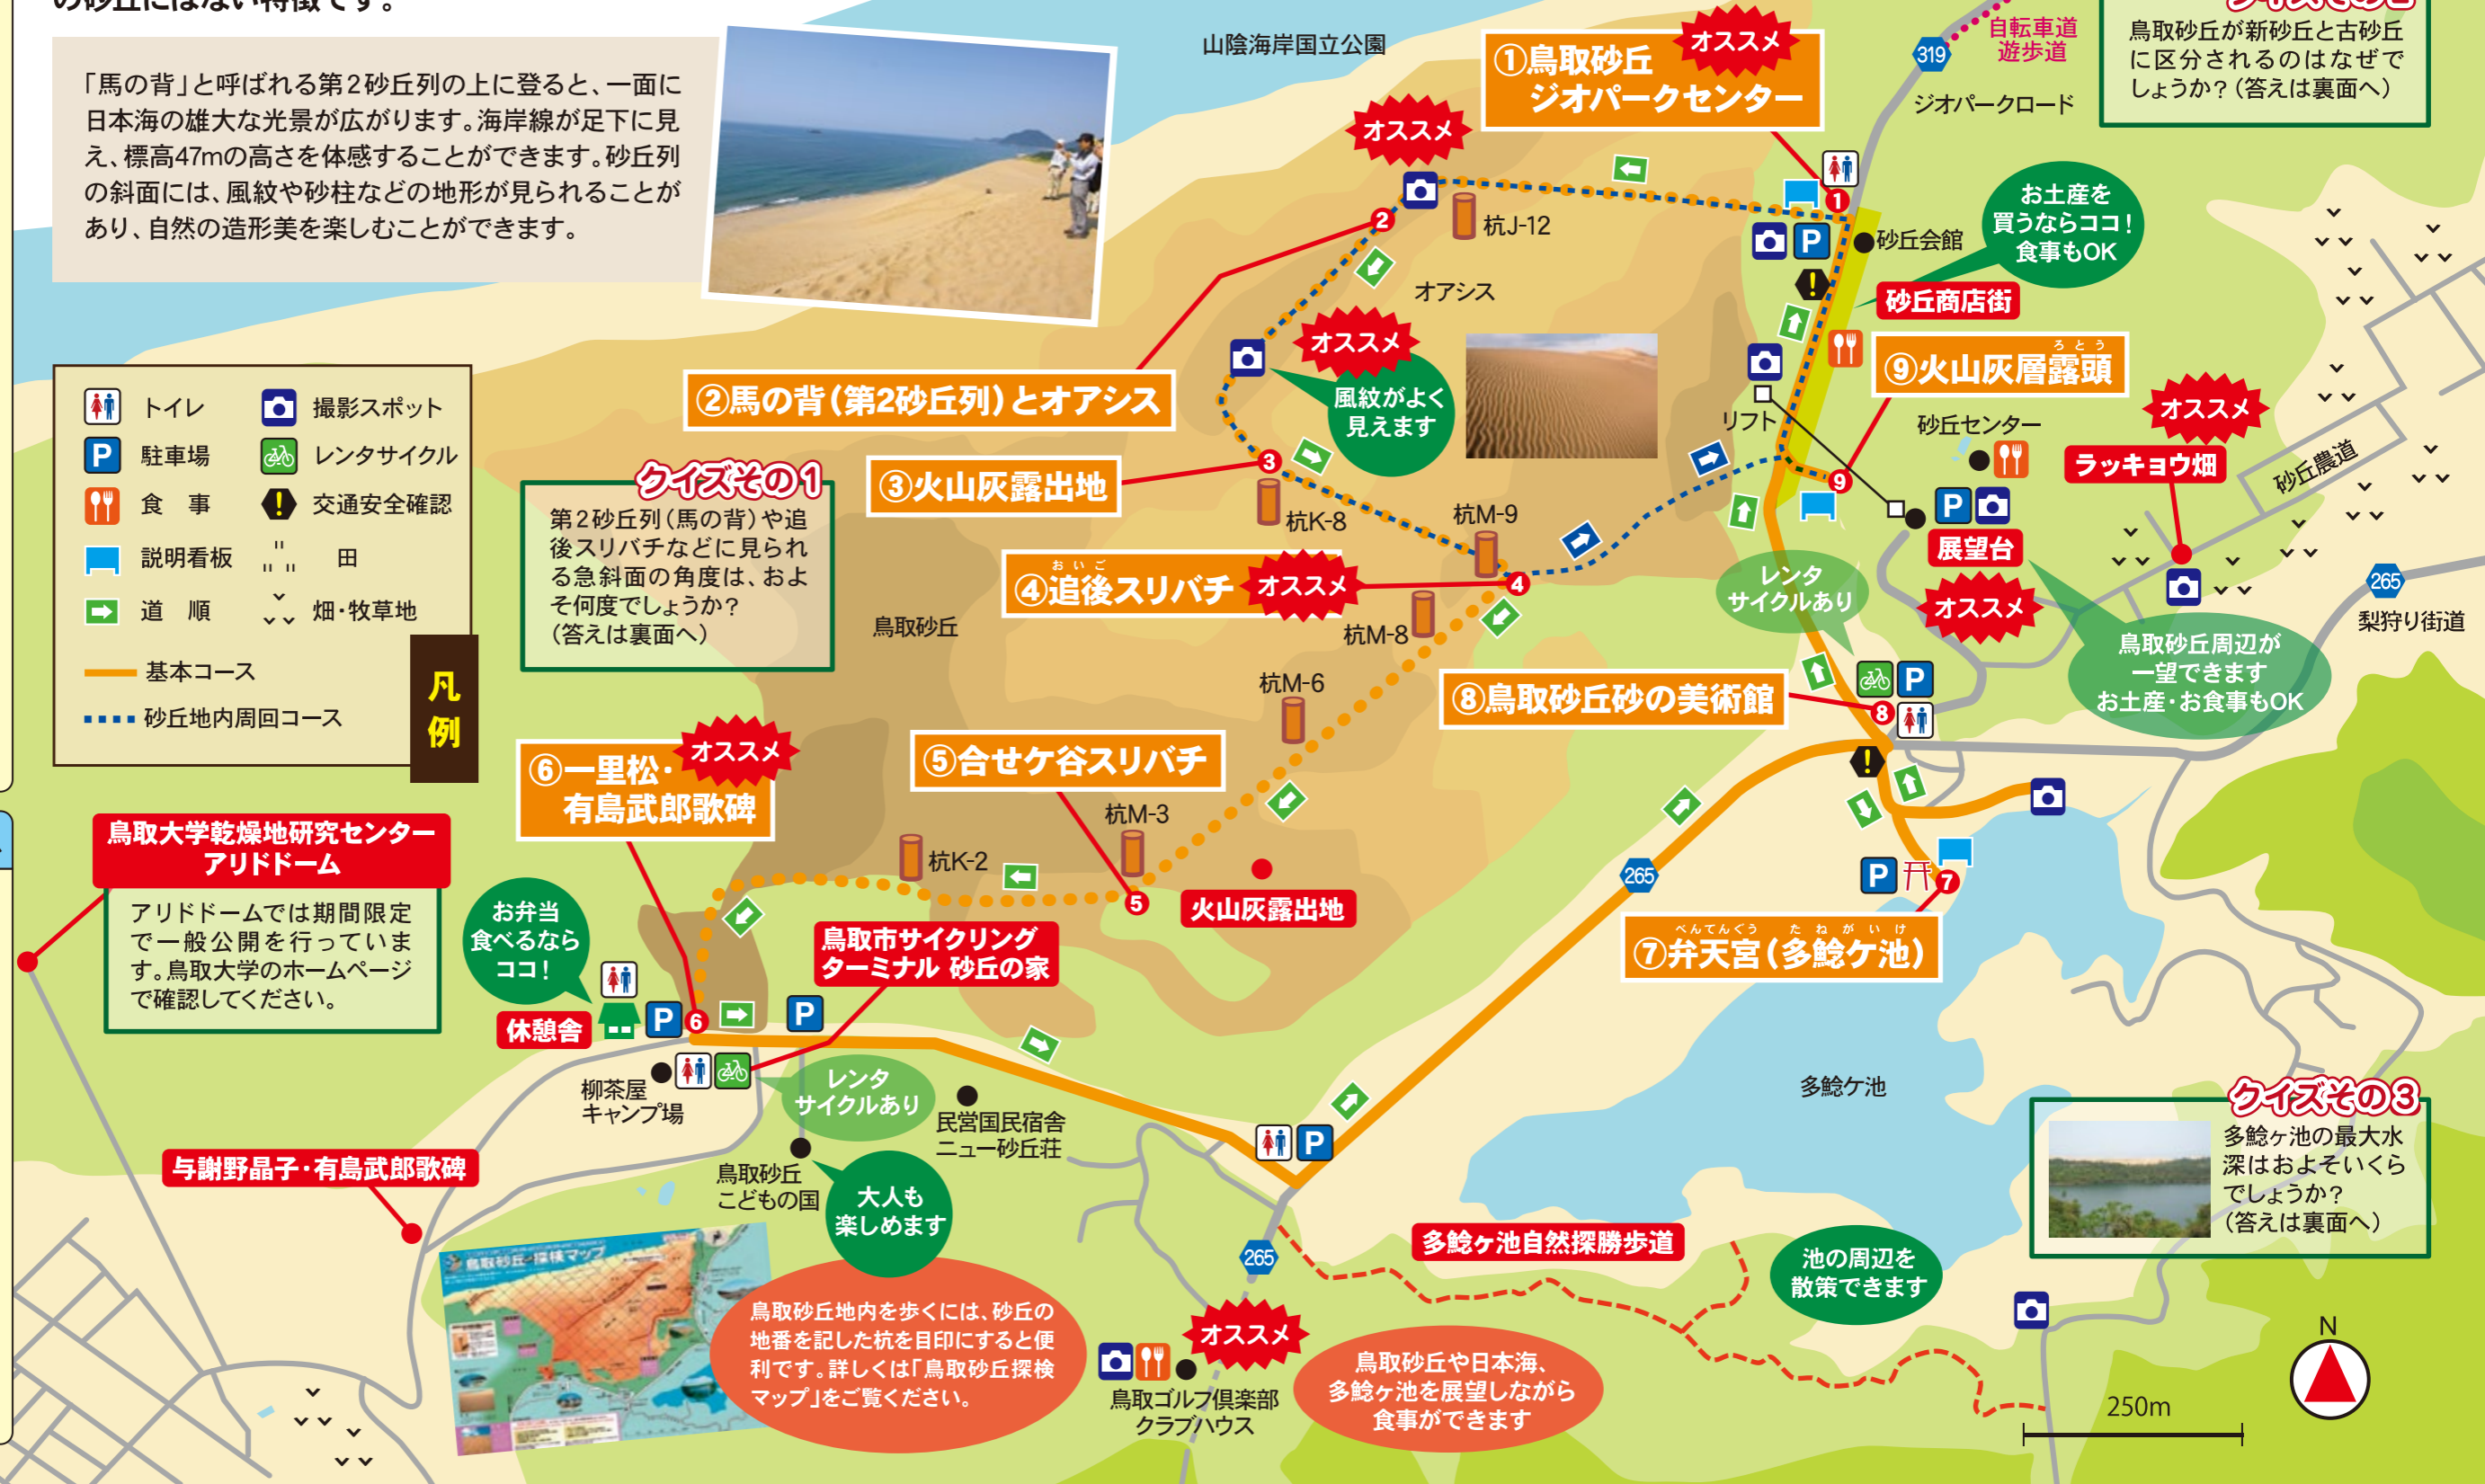 の砂丘にはない特徴です。
「馬の背」と呼ばれる第2砂丘列の上に登ると、一面に
日本海の雄大な光景が広がります。海岸線が足下に見
え、標高47mの高さを体感することができます。砂丘列
の斜面には、風紋や砂柱などの地形が見られることが
あり、自然の造形美を楽しむことができます。
山陰海岸国立公園
①鳥取砂丘
ジオパークセンター
オススメ
319
自転車道
遊歩道
ジオパークロード
鳥取砂丘が新砂丘と古砂丘
に区分されるのはなぜで
しょうか?(答えは裏面へ)
オススメ
1
2
杭J-12
P
砂丘会館
お土産を
買うならココ!
食事もOK
砂丘商店街
オアシス
オススメ
風紋がよく
見えます
②馬の背(第2砂丘列)とオアシス
ろとう
⑨火山灰層露頭
リフト
砂丘センター
オススメ
ラッキョウ畑
砂丘農道
トイレ
撮影スポット
P
駐車場
レンタサイクル
食 事
交通安全確認
説明看板
田
道 順
畑・牧草地
基本コース
砂丘地内周回コース
凡
例
クイズその1
第2砂丘列(馬の背)や追
後スリバチなどに見られ
る急斜面の角度は、およ
そ何度でしょうか?
(答えは裏面へ)
③火山灰露出地
3
杭K-8
杭M-9
9
P
展望台
オススメ
265
梨狩り街道
おいご
④追後スリバチ
オススメ
4
杭M-8
鳥取砂丘
レンタ
サイクルあり
鳥取砂丘周辺が
一望できます
お土産・お食事もOK
杭M-6
⑧鳥取砂丘砂の美術館
P
8
⑥一里松・
有島武郎歌碑
オススメ
⑤合せケ谷スリバチ
杭M-3
杭K-2
5
火山灰露出地
265
P
7
べんてんぐう たねがいけ
⑦弁天宮(多鯰ケ池)
鳥取大学乾燥地研究センター
アリドドーム
アリドドームでは期間限定
で一般公開を行っていま
す。鳥取大学のホームページ
で確認してください。
お弁当
食べるなら
ココ!
休憩舎
P
6
P
鳥取市サイクリング
ターミナル 砂丘の家
柳茶屋
キャンプ場
レンタ
サイクルあり
民営国民宿舎
ニュー砂丘荘
鳥取砂丘
こどもの国
大人も
楽しめます
P
多鯰ケ池
クイズその3
多鯰ヶ池の最大水
深はおよそいくら
でしょうか?
(答えは裏面へ)
与謝野晶子・有島武郎歌碑
鳥取砂丘探検マップ
鳥取砂丘地内を歩くには、砂丘の
地番を記した杭を目印にすると便
利です。詳しくは「鳥取砂丘探検
マップ」をご覧ください。
265
多鯰ヶ池自然探勝歩道
池の周辺を
散策できます
オススメ
鳥取ゴルフ倶楽部
クラブハウス
鳥取砂丘や日本海、
多鯰ヶ池を展望しながら
食事ができます
N
250m